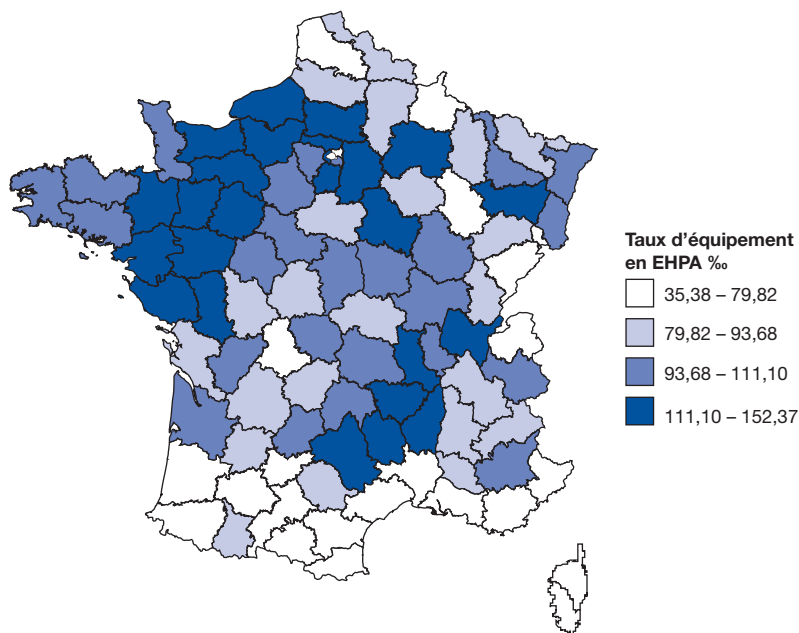 Taux d'équipement
en EHPA ‰
35,38 – 79,82
79,82 – 93,68
93,68 – 111,10
111,10 – 152,37